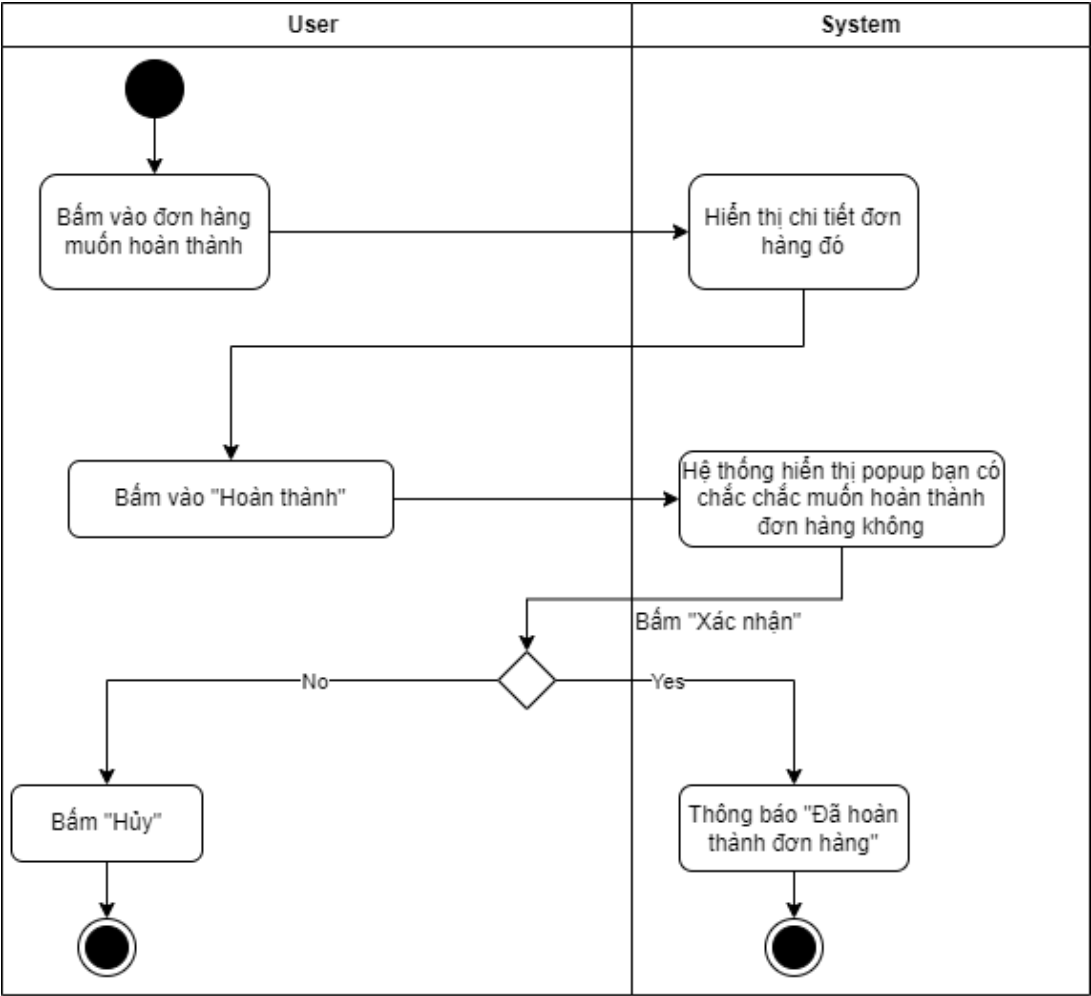 User
System
Bấm vào đơn hàng
muốn hoàn thành
Hiển thị chi tiết đơn
hàng đó
Bấm vào "Hoàn thành"
Hệ thống hiển thị popup bạn có
chắc chắc muốn hoàn thành
đơn hàng không
Bấm "Xác nhận"
No
Yes
Bấm "Hủy"
Thông báo "Đã hoàn
thành đơn hàng"